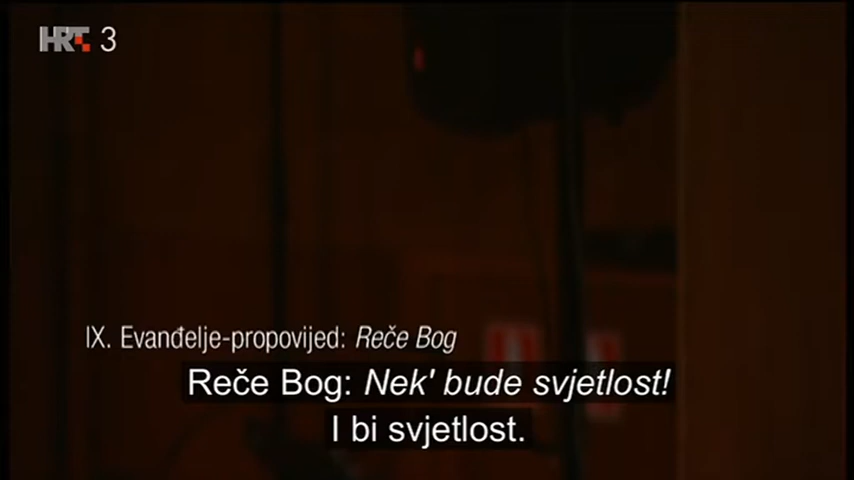 HRT 3
IX. Evanđelje-propovijed: Reče Bog
Reče Bog: Nek' bude svjetlost!
I bi svjetlost.